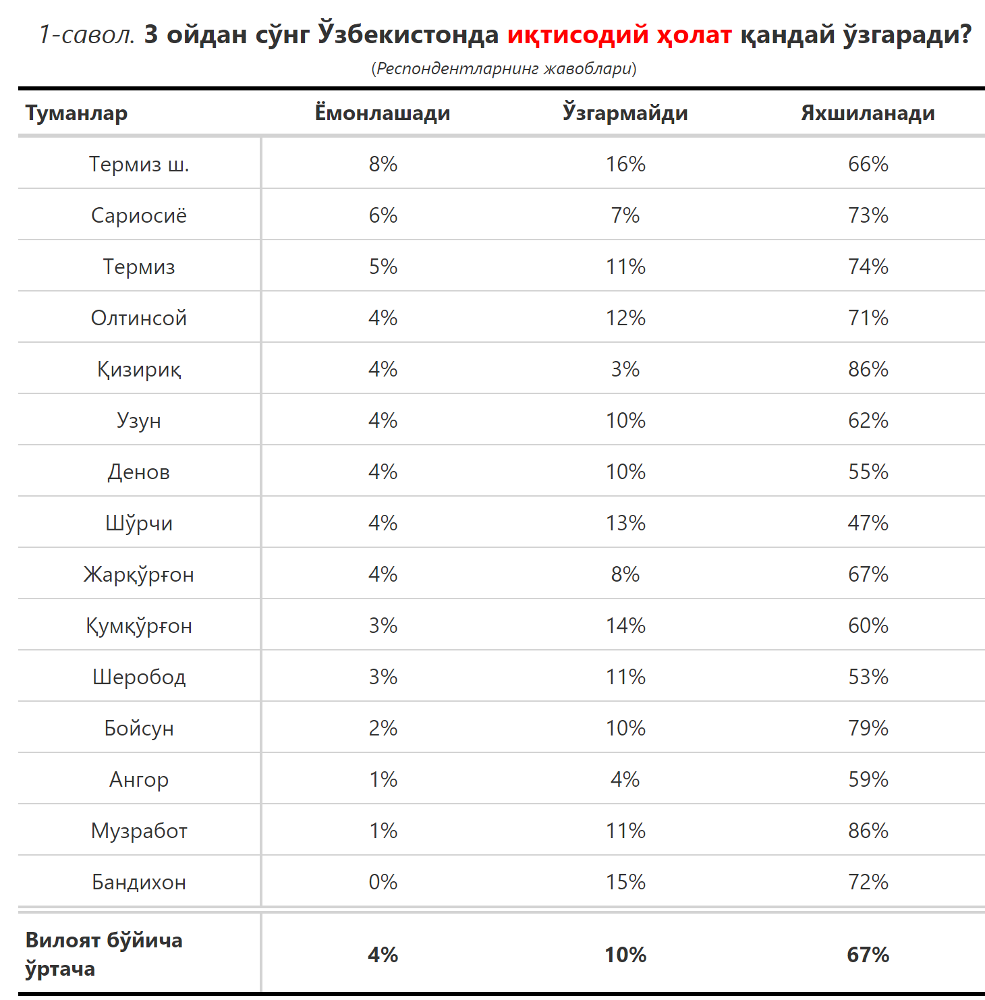 1-савол. 3 ойдан сўнг Ўзбекистонда иқтисодий ҳолат қандай ўзгаради?
(Респондентларнинг жавоблари)
Туманлар Ёмонлашади Ўзгармайди Яхшиланади
Термиз ш. 8% 16% 66%
Сариосиё 6% 7% 73%
Термиз 5% 11% 74%
Олтинсой 4% 12% 71%
Қизириқ 4% 3% 86%
Узун 4% 10% 62%
Денов 4% 10% 55%
Шўрчи 4% 13% 47%
Жарқўрғон 4% 8% 67%
Қумқўрғон 3% 14% 60%
Шеробод 3% 11% 53%
Бойсун 2% 10% 79%
Ангор 1% 4% 59%
Музработ 1% 11% 86%
Бандихон 0% 15% 72%
Вилоят бўйича
ўртача 4% 10% 67%